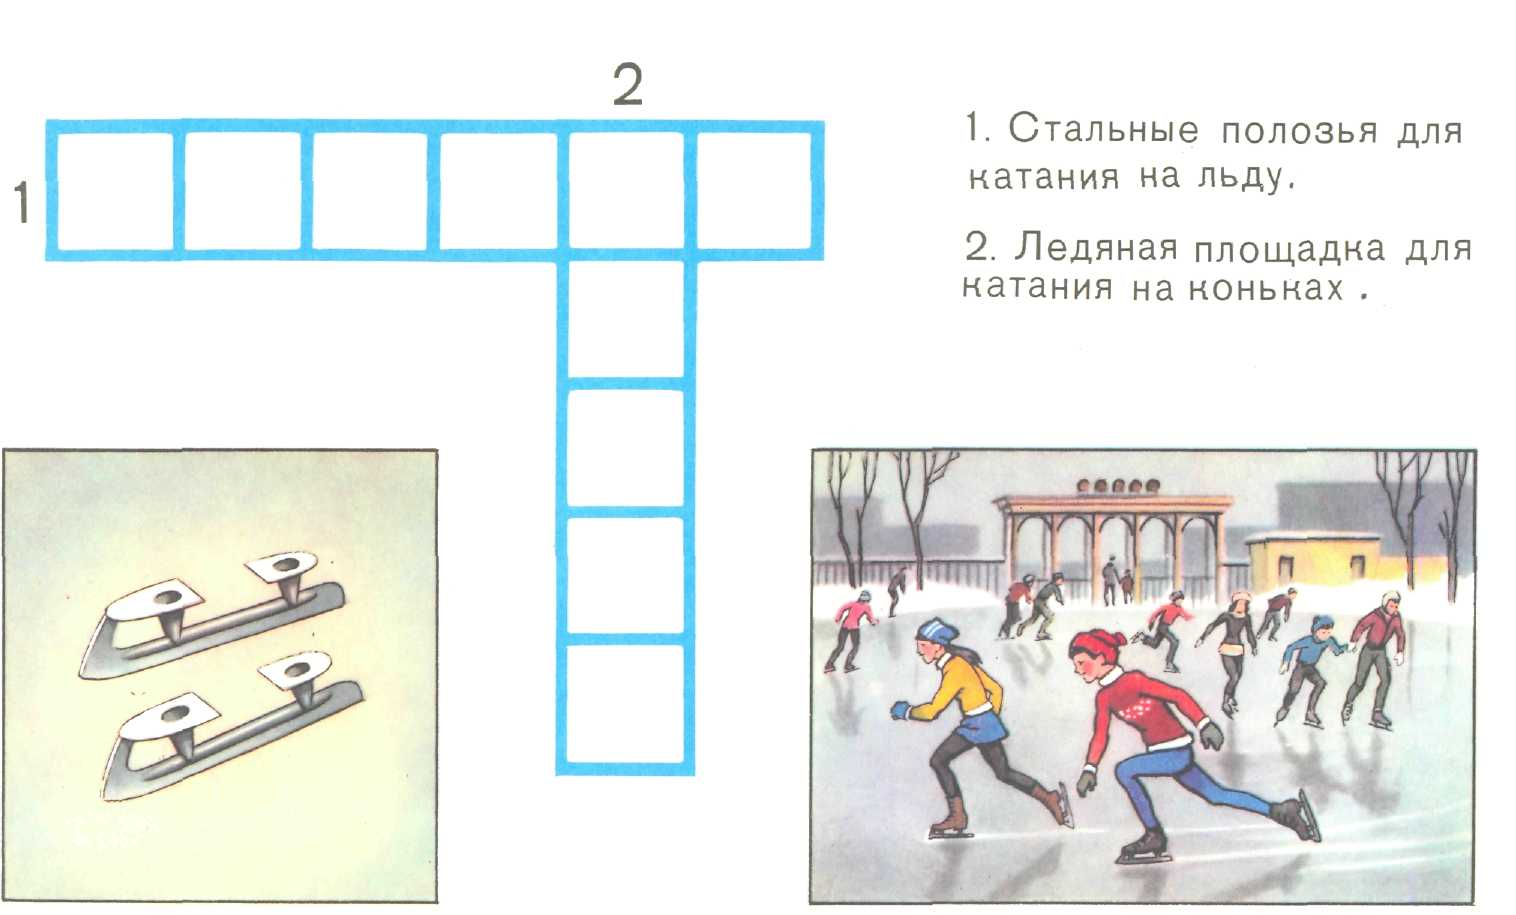 2
1
1. Стальные полозья для
катания на льду.
2. Ледяная площадка для
катания на коньках .